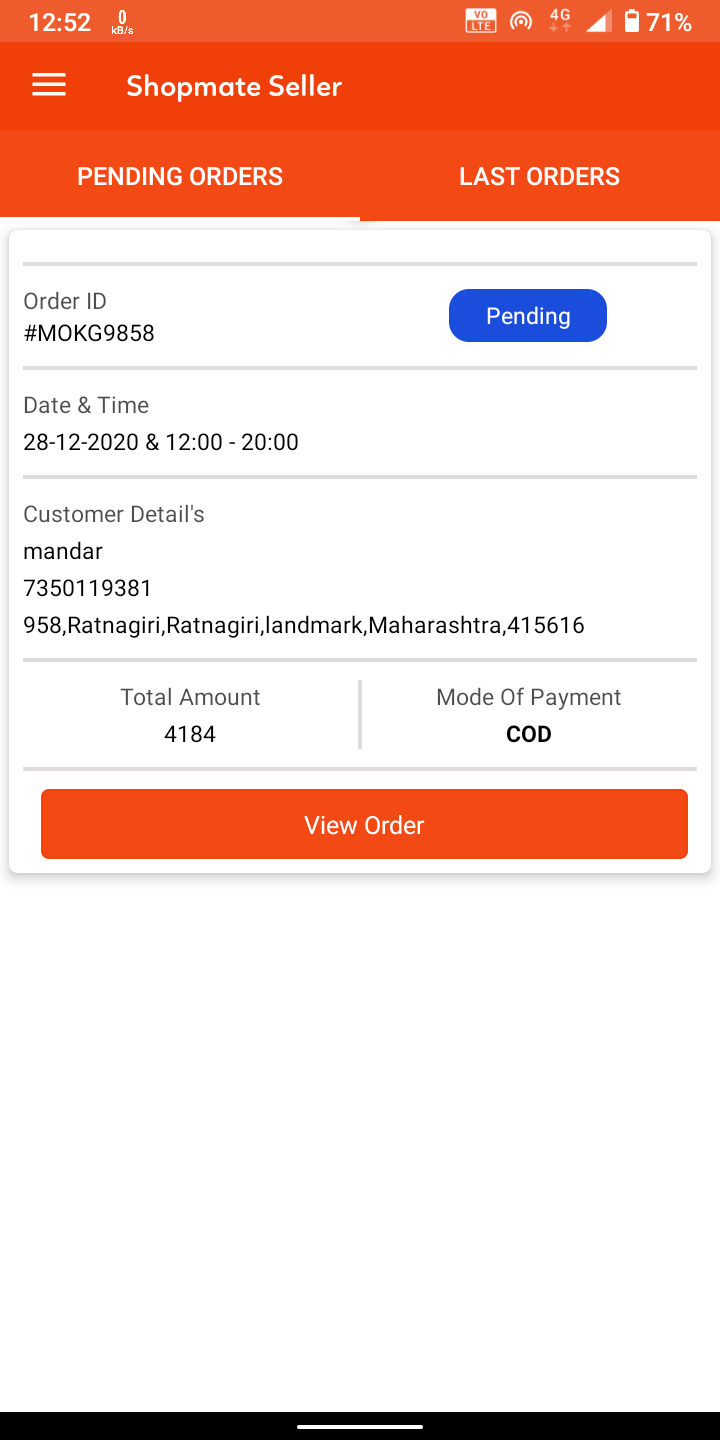 12:52 0 kB/s VO LTE 4G 71%
Shopmate Seller
PENDING ORDERS LAST ORDERS
Order ID
#MOKG9858
Pending
Date & Time
28-12-2020 & 12:00 - 20:00
Customer Detail's
mandar
7350119381
958,Ratnagiri,Ratnagiri,landmark,Maharashtra,415616
Total Amount Mode Of Payment
4184 COD
View Order